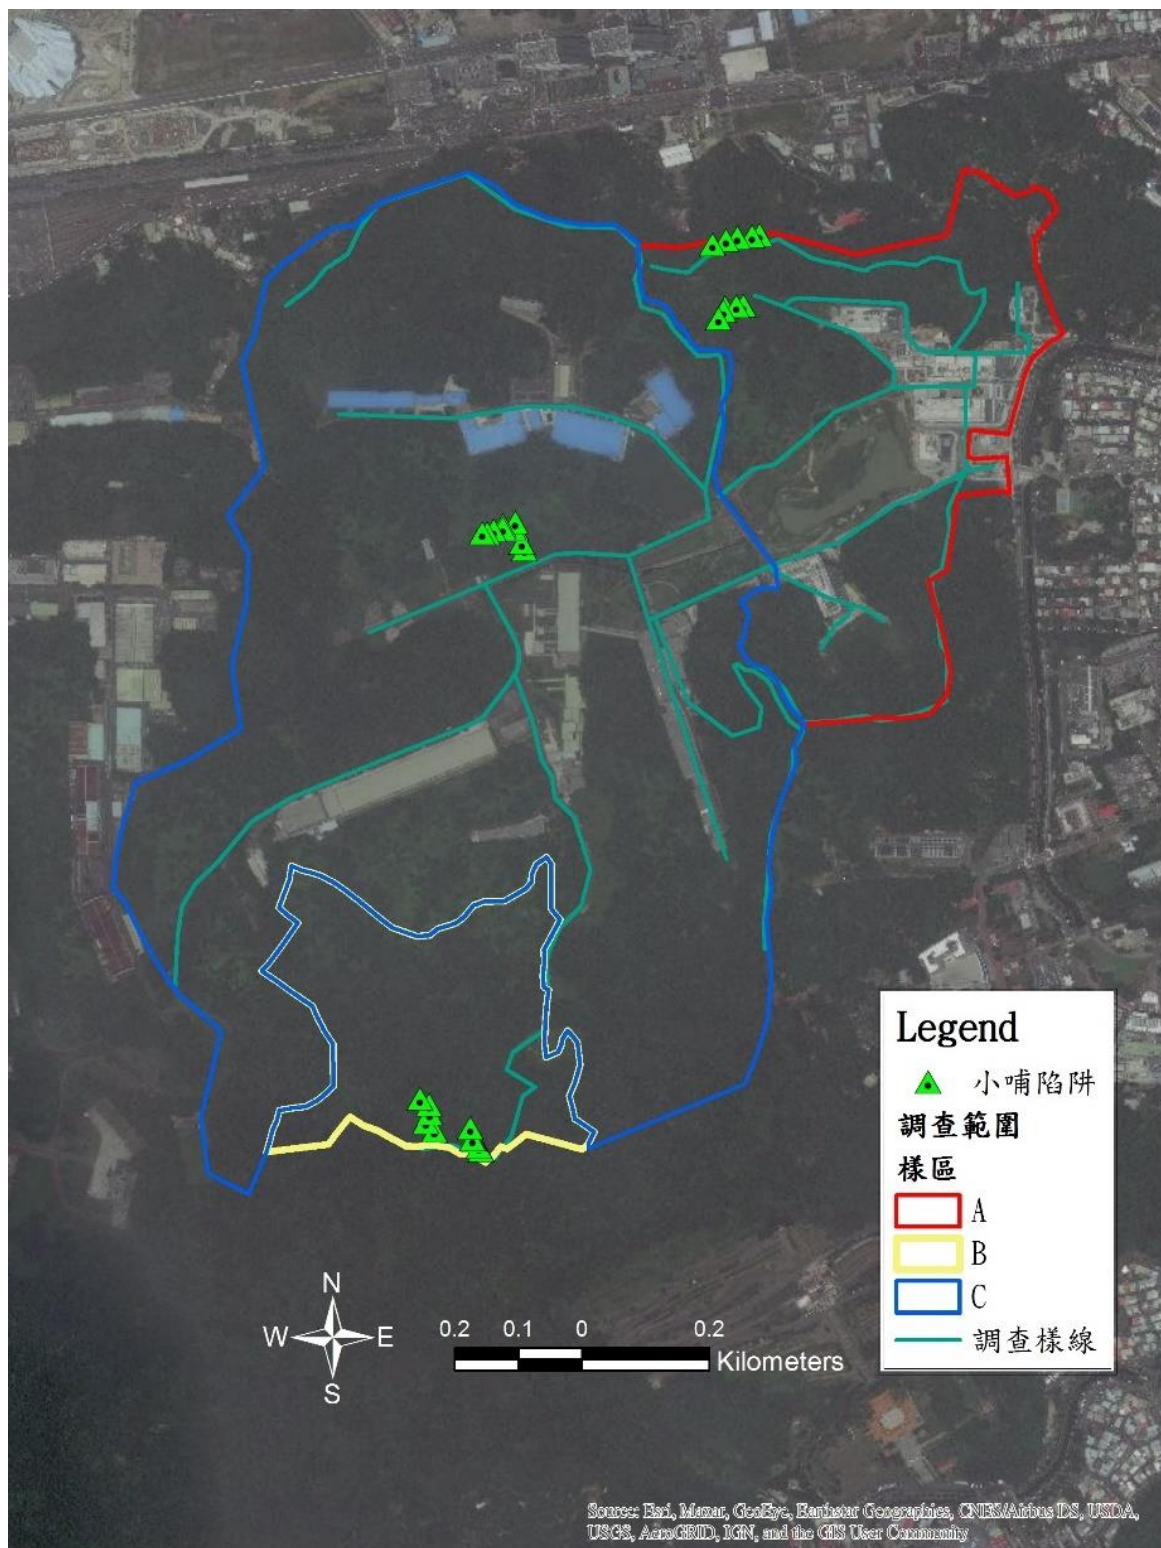 Legend
小哺陷阱
調查範圍
樣區
A
B
C
調查樣線
N
W E
S
0.2 0.1 0 0.2
Kilometers
Source: Esri, Maxar, GeoEye, Earthstar Geographics, CNES/Airbus DS, USDA,
USGS, AeroGRID, IGN, and the GIS User Community